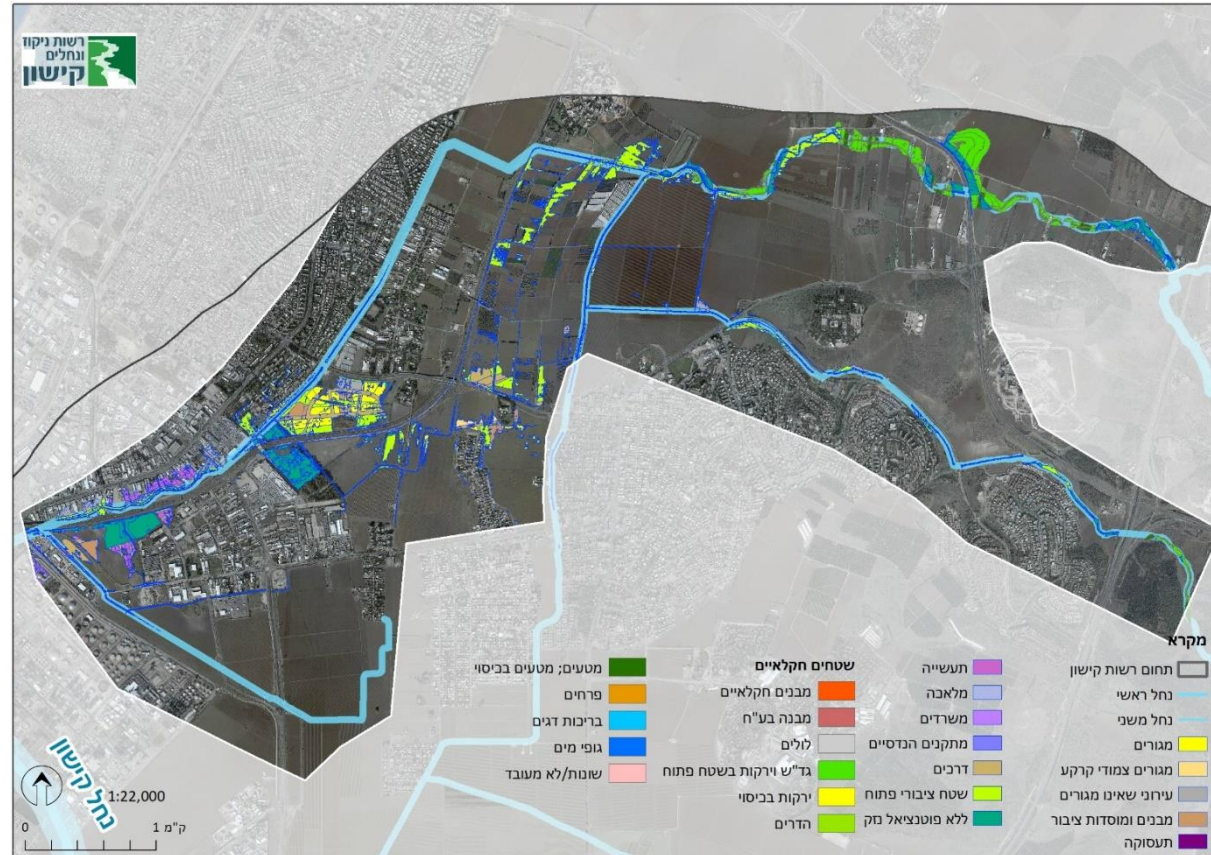 רשות ניקוז
ונחלים
קישון
מקרא
תחום רשות קישון
נחל ראשי
נחל משני
מגורים
מגורים צמודי קרקע
עירוני שאינו מגורים
מבנים ומוסדות ציבור
תעסוקה
תעשייה
מלאכה
משרדים
מתקנים הנדסיים
דרכים
שטח ציבורי פתוח
ללא פוטנציאל נזק
שטחים חקלאיים
מבנים חקלאיים
מבנה בע"ח
לולים
גד"ש וירקות בשטח פתוח
ירקות בכיסוי
הדרים
מטעים; מטעים בכיסוי
פרחים
בריכות דגים
גופי מים
שונות/לא מעובד
נחל קישון
1:22,000
0 1 ק"מ